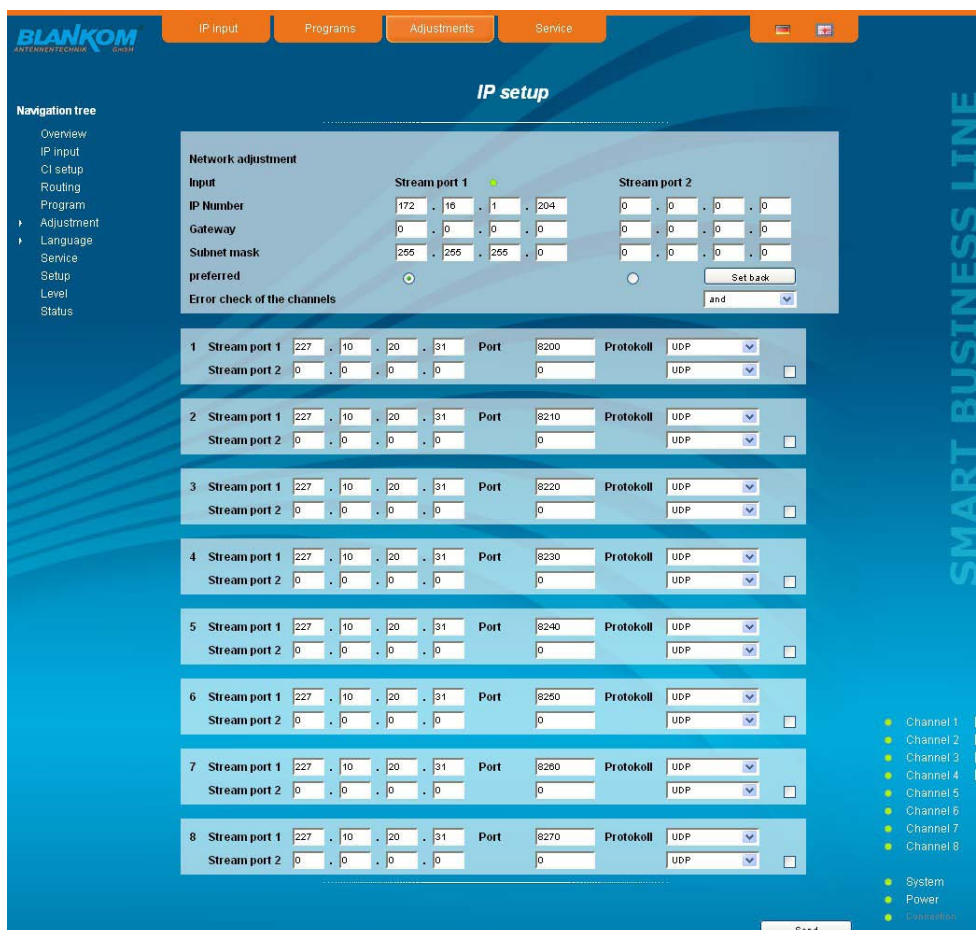 BLANKOM
ANTENNENTECHNIK GmbH
IP input Programs Adjustments Service
IP setup
Navigation tree
Overview
IP input
CI setup
Routing
Program
Adjustment
Language
Service
Setup
Level
Status
Network adjustment
Input Stream port 1 Stream port 2
IP Number 172 . 16 . 1 . 204 0 . 0 . 0 . 0
Gateway 0 . 0 . 0 . 0 0 . 0 . 0 . 0
Subnet mask 255 . 255 . 255 . 0 0 . 0 . 0 . 0
preferred Set back
Error check of the channels and
1 Stream port 1 227 . 10 . 20 . 31 Port 8200 Protokoll UDP
Stream port 2 0 . 0 . 0 . 0 0 UDP
2 Stream port 1 227 . 10 . 20 . 31 Port 8210 Protokoll UDP
Stream port 2 0 . 0 . 0 . 0 0 UDP
3 Stream port 1 227 . 10 . 20 . 31 Port 8220 Protokoll UDP
Stream port 2 0 . 0 . 0 . 0 0 UDP
4 Stream port 1 227 . 10 . 20 . 31 Port 8230 Protokoll UDP
Stream port 2 0 . 0 . 0 . 0 0 UDP
5 Stream port 1 227 . 10 . 20 . 31 Port 8240 Protokoll UDP
Stream port 2 0 . 0 . 0 . 0 0 UDP
6 Stream port 1 227 . 10 . 20 . 31 Port 8250 Protokoll UDP
Stream port 2 0 . 0 . 0 . 0 0 UDP
7 Stream port 1 227 . 10 . 20 . 31 Port 8260 Protokoll UDP
Stream port 2 0 . 0 . 0 . 0 0 UDP
8 Stream port 1 227 . 10 . 20 . 31 Port 8270 Protokoll UDP
Stream port 2 0 . 0 . 0 . 0 0 UDP
Send
SMART BUSINESS LINE
Channel 1
Channel 2
Channel 3
Channel 4
Channel 5
Channel 6
Channel 7
Channel 8
System
Power
Connection